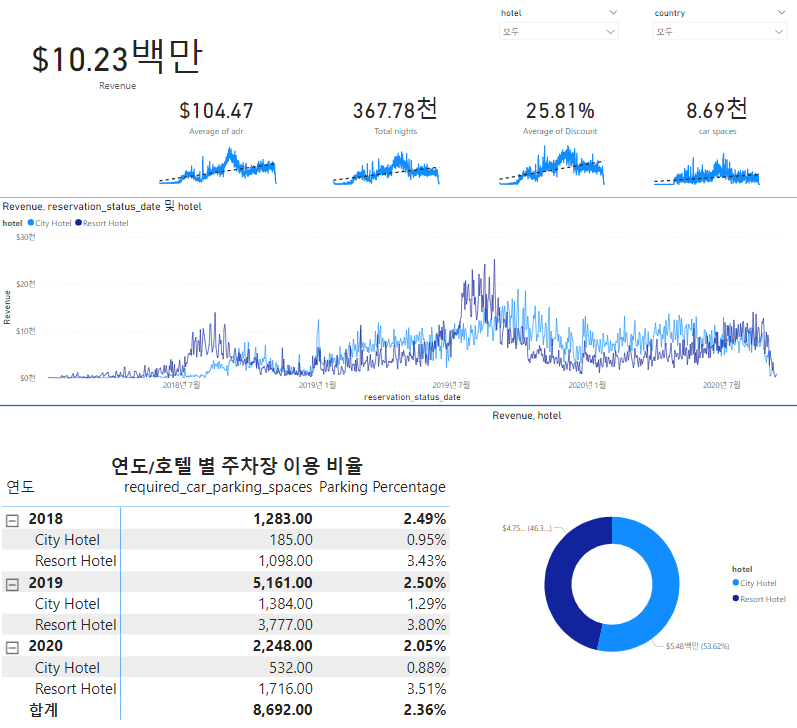 hotel
모두
country
모두
$10.23백만
Revenue
$104.47
Average of adr
367.78천
Total nights
25.81%
Average of Discount
8.69천
car spaces
Revenue, reservation_status_date 및 hotel
hotel City Hotel Resort Hotel
Revenue
$30천
$20천
$10천
$0천
2018년 7월
2019년 1월
2019년 7월
2020년 1월
2020년 7월
reservation_status_date
연도/호텔 별 주차장 이용 비율
연도 required_car_parking_spaces Parking Percentage
2018 1,283.00 2.49%
City Hotel 185.00 0.95%
Resort Hotel 1,098.00 3.43%
2019 5,161.00 2.50%
City Hotel 1,384.00 1.29%
Resort Hotel 3,777.00 3.80%
2020 2,248.00 2.05%
City Hotel 532.00 0.88%
Resort Hotel 1,716.00 3.51%
합계 8,692.00 2.36%
Revenue, hotel
$4.75... (46.3...)
$5.48백만 (53.62%)
hotel
City Hotel
Resort Hotel